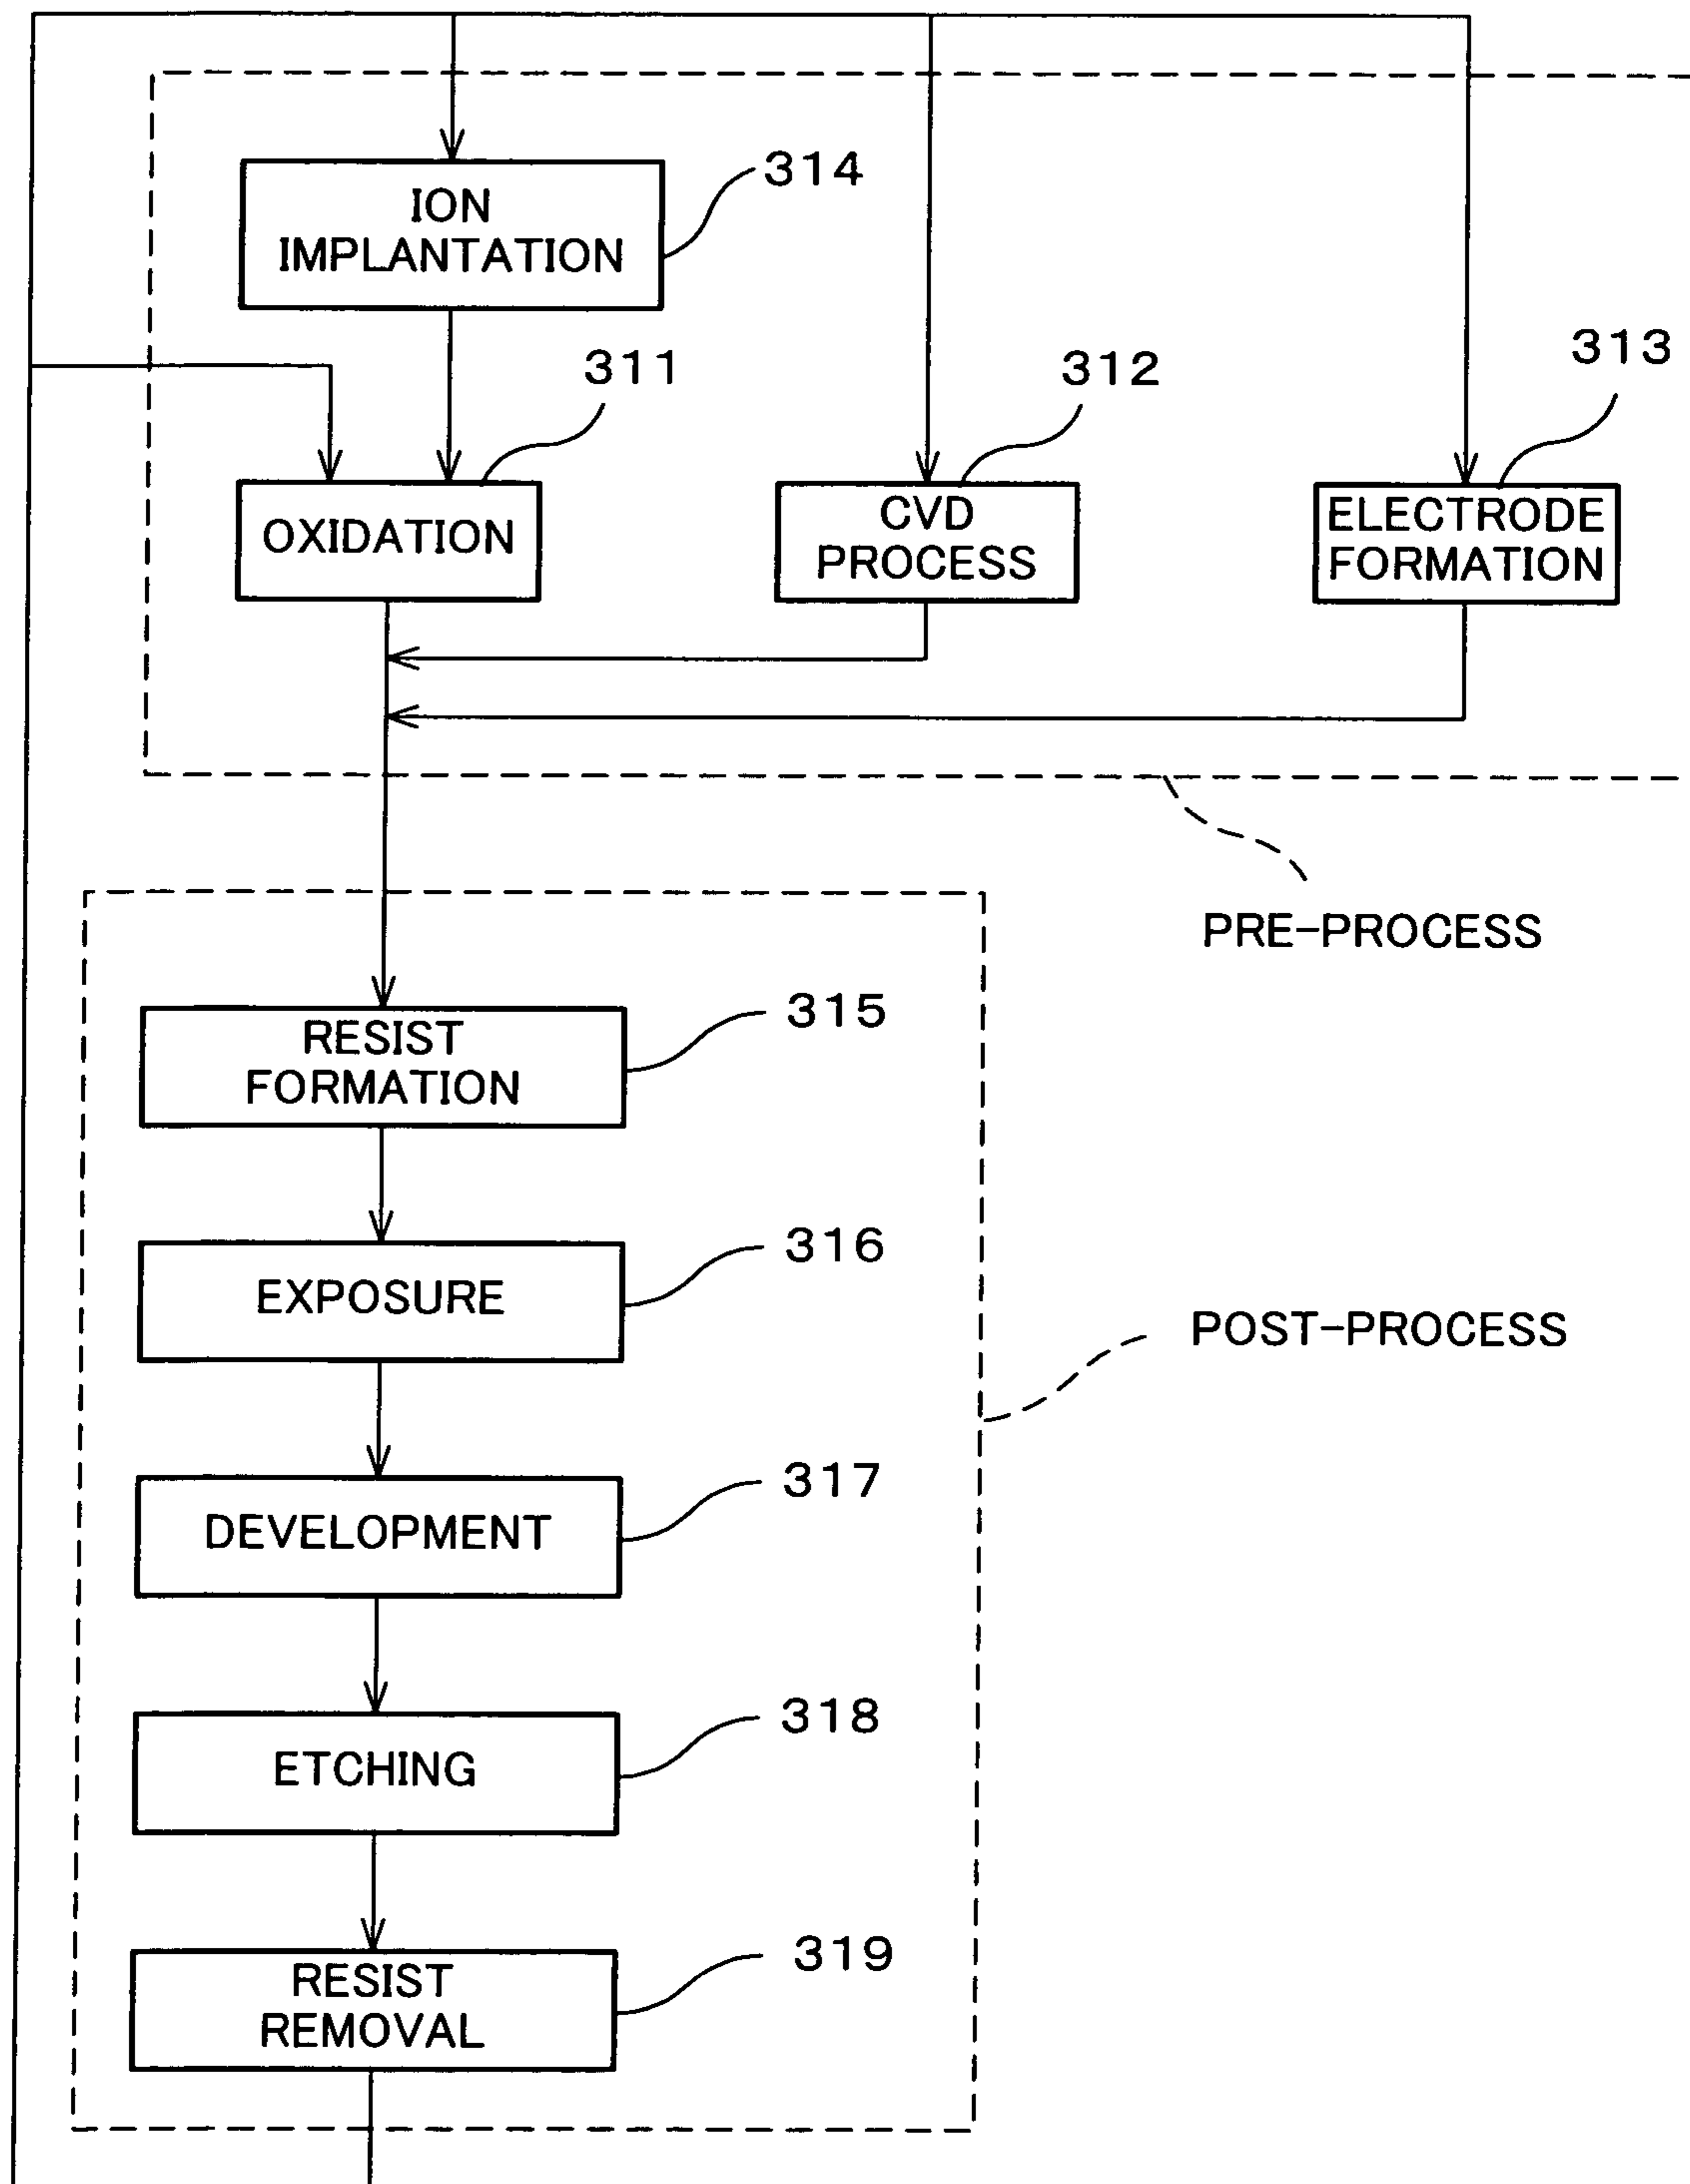 314
ION
IMPLANTATION
311
312
313
OXIDATION
CVD
PROCESS
ELECTRODE
FORMATION
PRE-PROCESS
315
RESIST
FORMATION
316
EXPOSURE
POST-PROCESS
317
DEVELOPMENT
318
ETCHING
319
RESIST
REMOVAL